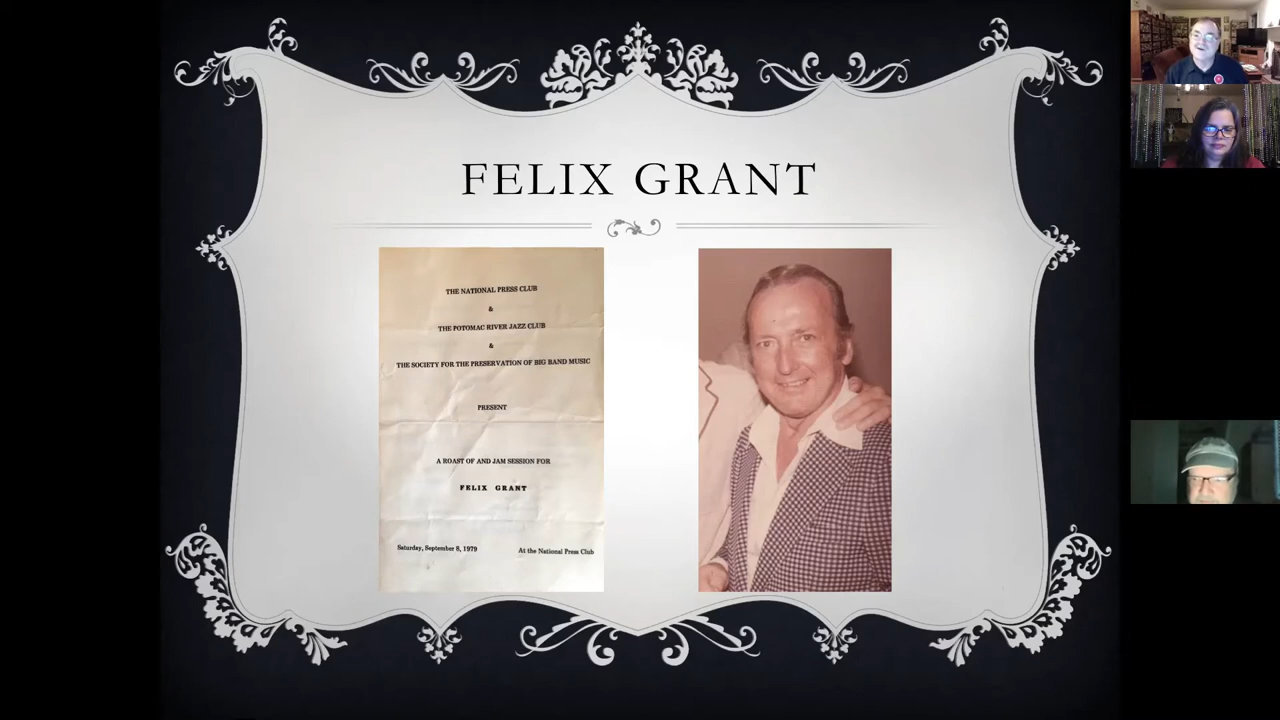 FELIX GRANT
THE NATIONAL PRESS CLUB
&
THE POTOMAC RIVER JAZZ CLUB
&
THE SOCIETY FOR THE PRESERVATION OF BIG BAND MUSIC
PRESENT
A ROAST OF AND JAM SESSION FOR
FELIX GRANT
Saturday, September 8, 1979 At the National Press Club